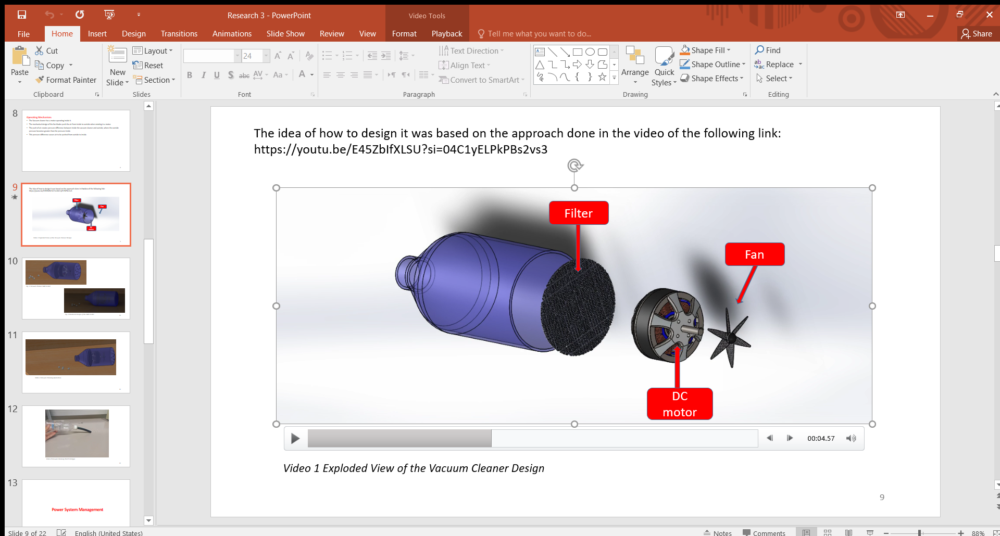 Research 3 - PowerPoint
Video Tools
File
Home
Insert
Design
Transitions
Animations
Slide Show
Review
View
Format
Playback
Tell me what you want to do...
Share
Paste
Cut
Copy
Format Painter
Clipboard
New
Slide
Layout
Reset
Section
Slides
24
B I U S abc AV Aa A
Font
Text Direction
Align Text
Convert to SmartArt
Paragraph
Arrange
Quick
Styles
Shape Fill
Shape Outline
Shape Effects
Drawing
Find
Replace
Select
Editing
8
Operating Mechanism
9
10
11
12
13
Power System Management
The idea of how to design it was based on the approach done in the video of the following link:
https://youtu.be/E45ZbIfXLSU?si=04C1yELPkPBs2vs3
Filter
Fan
DC
motor
00:04.57
Video 1 Exploded View of the Vacuum Cleaner Design
9
Slide 9 of 22
English (United States)
Notes
Comments
88%